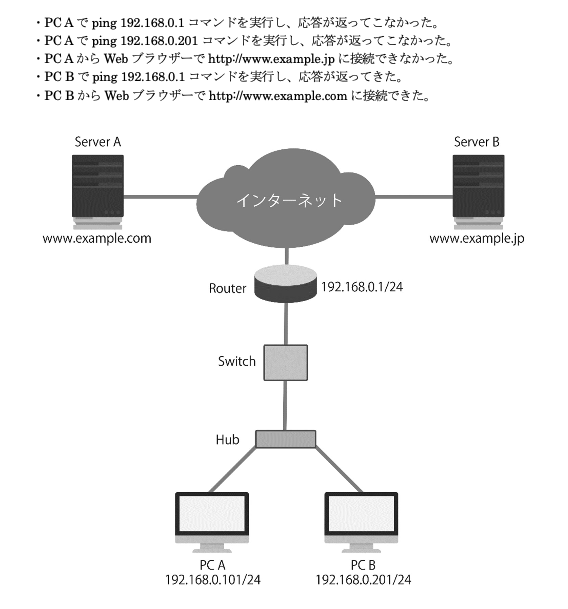 ・PC A で ping 192.168.0.1 コマンドを実行し、応答が返ってこなかった。
・PC A で ping 192.168.0.201 コマンドを実行し、応答が返ってこなかった。
・PC A から Web ブラウザーで http://www.example.jp に接続できなかった。
・PC B で ping 192.168.0.1 コマンドを実行し、応答が返ってきた。
・PC B から Web ブラウザーで http://www.example.com に接続できた。
Server A
Server B
インターネット
www.example.com
www.example.jp
Router
192.168.0.1/24
Switch
Hub
PC A
PC B
192.168.0.101/24
192.168.0.201/24